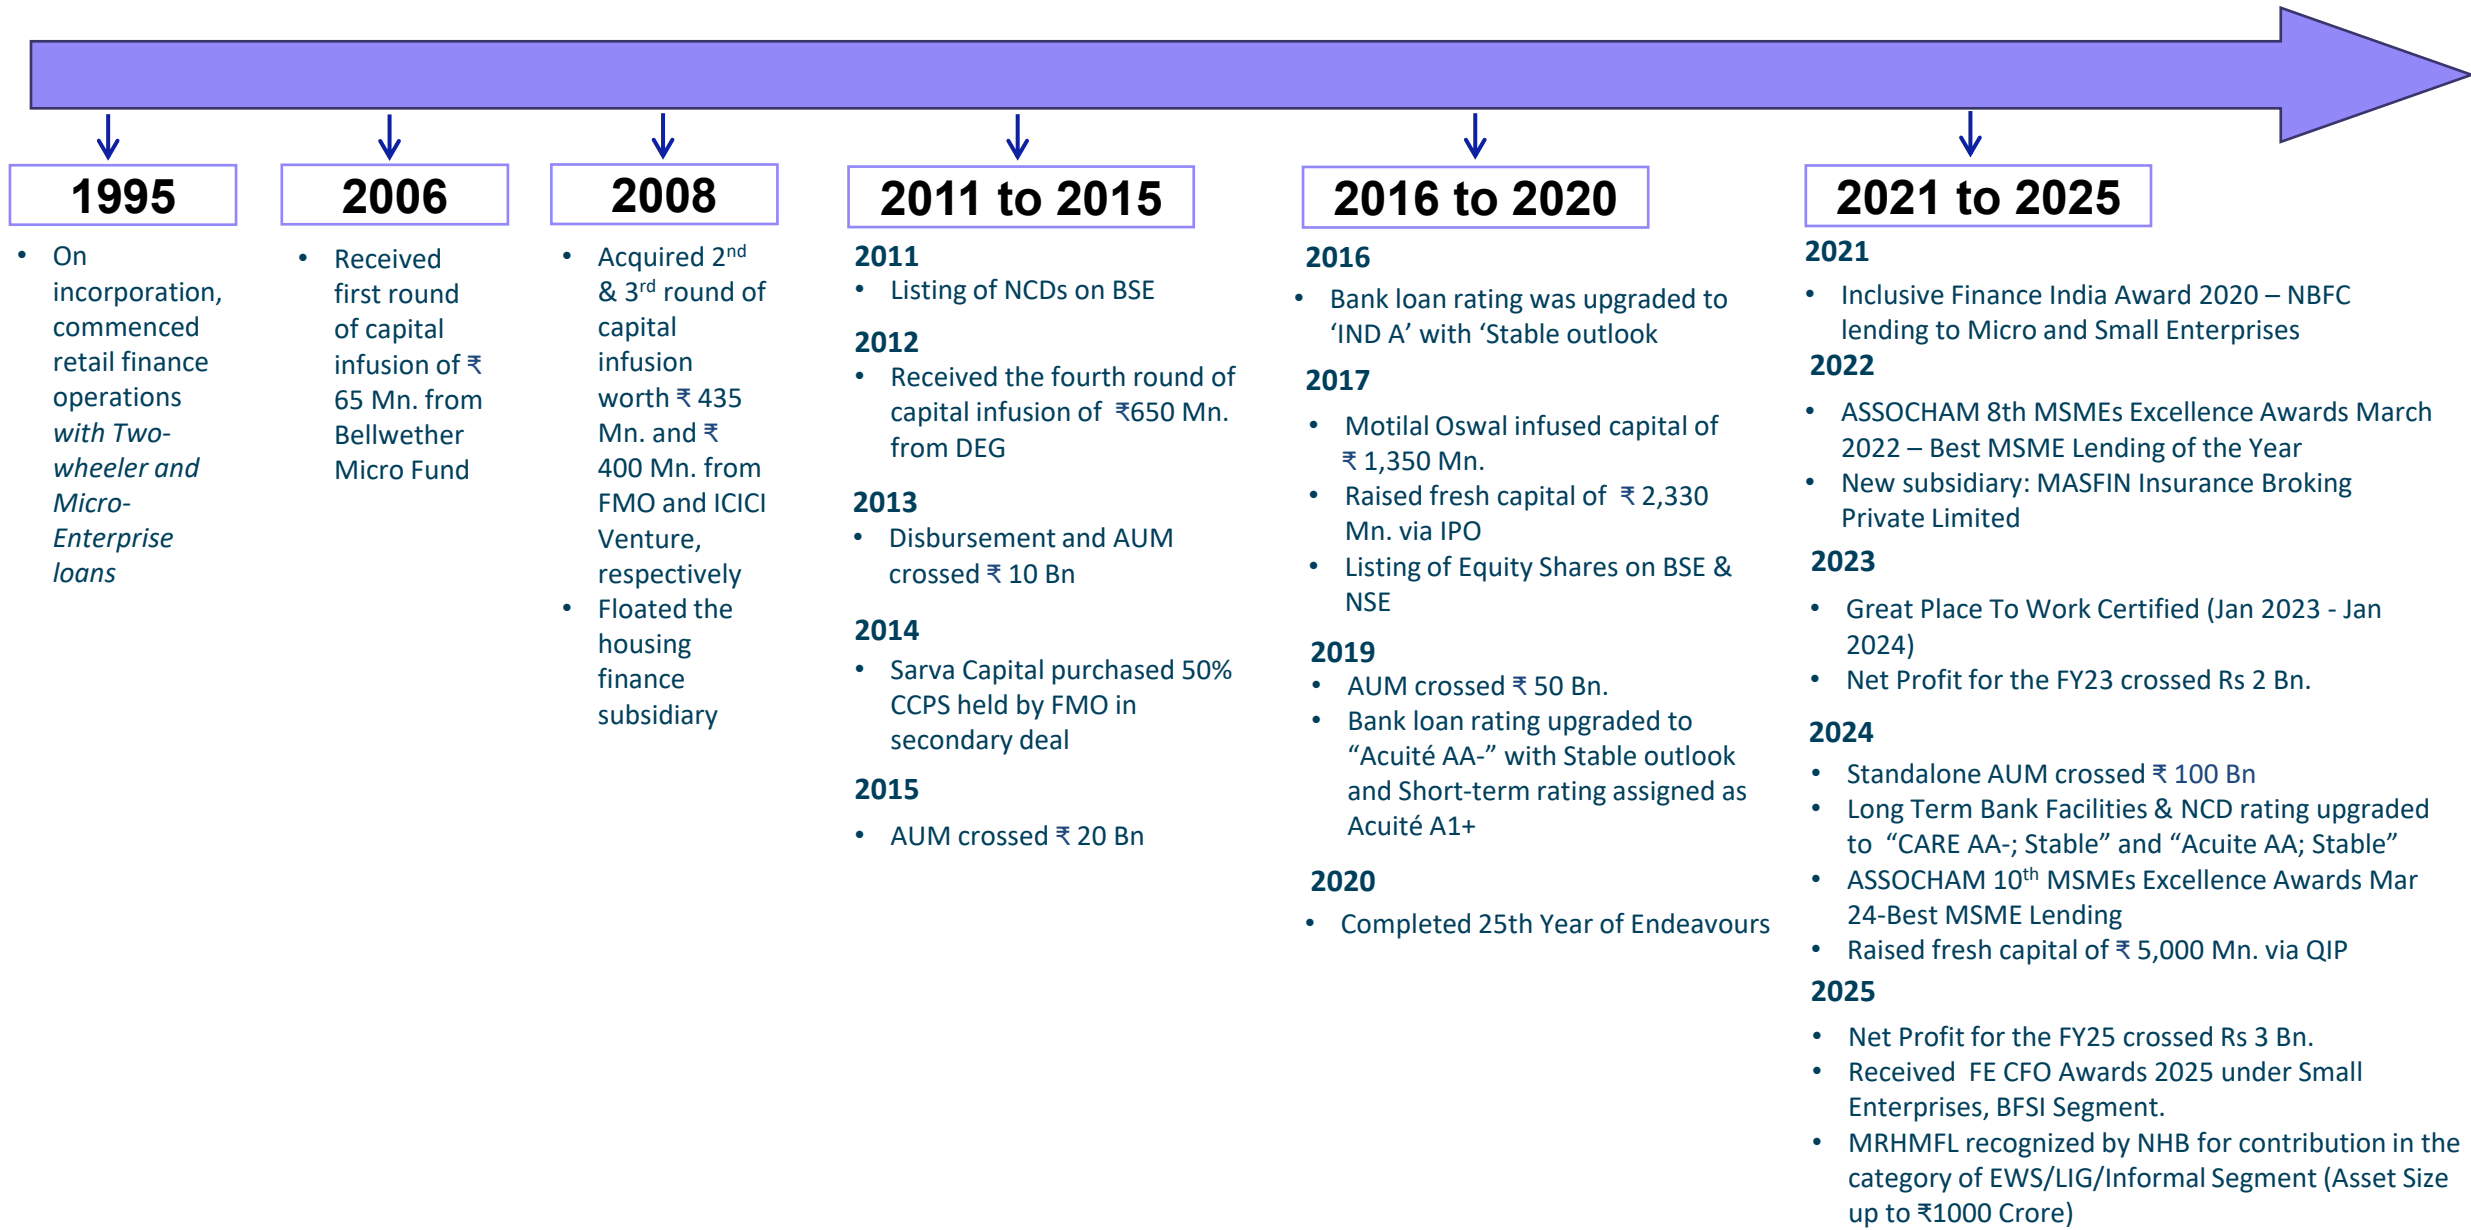 1995
• On
incorporation,
commenced
retail finance
operations
with Two-
wheeler and
Micro-
Enterprise
loans
2006
• Received
first round
of capital
infusion of ₹
65 Mn. from
Bellwether
Micro Fund
2008
• Acquired 2nd
& 3rd round of
capital
infusion
worth ₹ 435
Mn. and ₹
400 Mn. from
FMO and ICICI
Venture,
respectively
• Floated the
housing
finance
subsidiary
2011 to 2015
2011
• Listing of NCDs on BSE
2012
• Received the fourth round of
capital infusion of ₹650 Mn.
from DEG
2013
• Disbursement and AUM
crossed ₹ 10 Bn
2014
• Sarva Capital purchased 50%
CCPS held by FMO in
secondary deal
2015
• AUM crossed ₹ 20 Bn
2016 to 2020
2016
• Bank loan rating was upgraded to
‘IND A’ with ‘Stable outlook
2017
• Motilal Oswal infused capital of
₹ 1,350 Mn.
• Raised fresh capital of ₹ 2,330
Mn. via IPO
• Listing of Equity Shares on BSE &
NSE
2019
• AUM crossed ₹ 50 Bn.
• Bank loan rating upgraded to
“Acuité AA-” with Stable outlook
and Short-term rating assigned as
Acuité A1+
2020
• Completed 25th Year of Endeavours
2021 to 2025
2021
• Inclusive Finance India Award 2020 – NBFC
lending to Micro and Small Enterprises
2022
• ASSOCHAM 8th MSMEs Excellence Awards March
2022 – Best MSME Lending of the Year
• New subsidiary: MASFIN Insurance Broking
Private Limited
2023
• Great Place To Work Certified (Jan 2023 - Jan
2024)
• Net Profit for the FY23 crossed Rs 2 Bn.
2024
• Standalone AUM crossed ₹ 100 Bn
• Long Term Bank Facilities & NCD rating upgraded
to “CARE AA-; Stable” and “Acuite AA; Stable”
• ASSOCHAM 10th MSMEs Excellence Awards Mar
24-Best MSME Lending
• Raised fresh capital of ₹ 5,000 Mn. via QIP
2025
• Net Profit for the FY25 crossed Rs 3 Bn.
• Received FE CFO Awards 2025 under Small
Enterprises, BFSI Segment.
• MRHMFL recognized by NHB for contribution in the
category of EWS/LIG/Informal Segment (Asset Size
up to ₹1000 Crore)